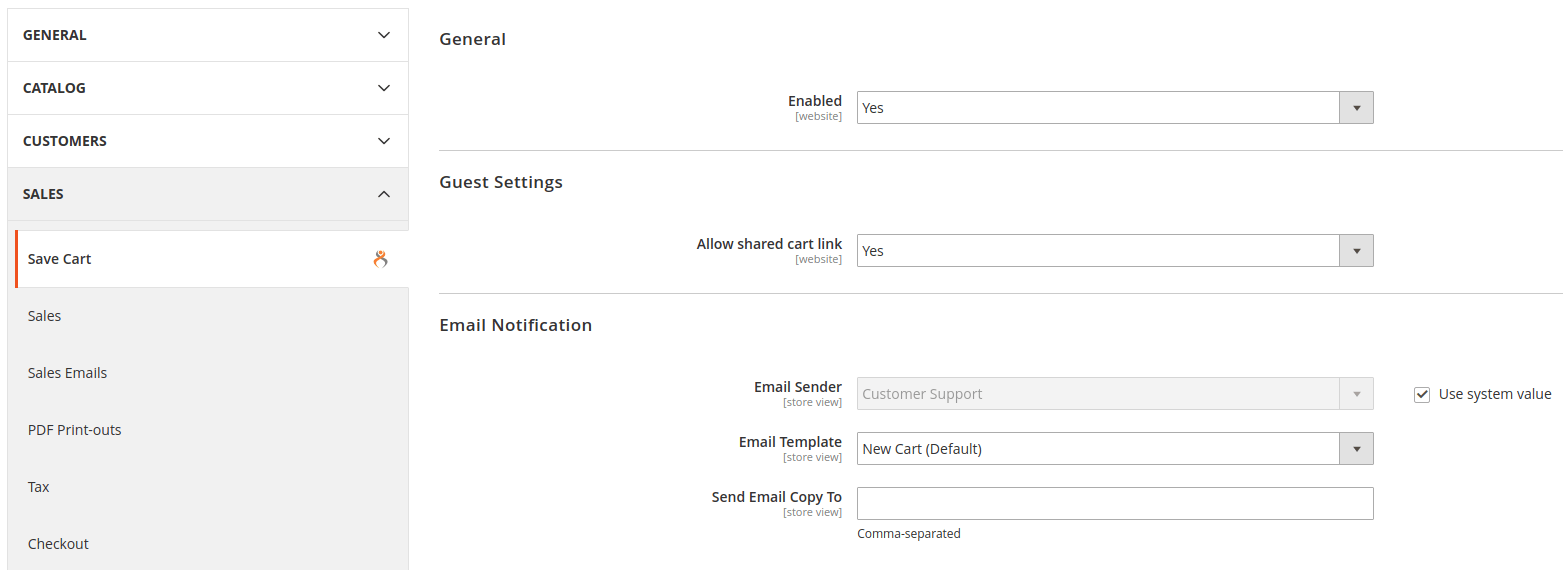 GENERAL
CATALOG
CUSTOMERS
SALES
Save Cart
Sales
Sales Emails
PDF Print-outs
Tax
Checkout
General
Enabled
[website]
Yes
Guest Settings
Allow shared cart link
[website]
Yes
Email Notification
Email Sender
[store view]
Customer Support
Use system value
Email Template
[store view]
New Cart (Default)
Send Email Copy To
[store view]
Comma-separated